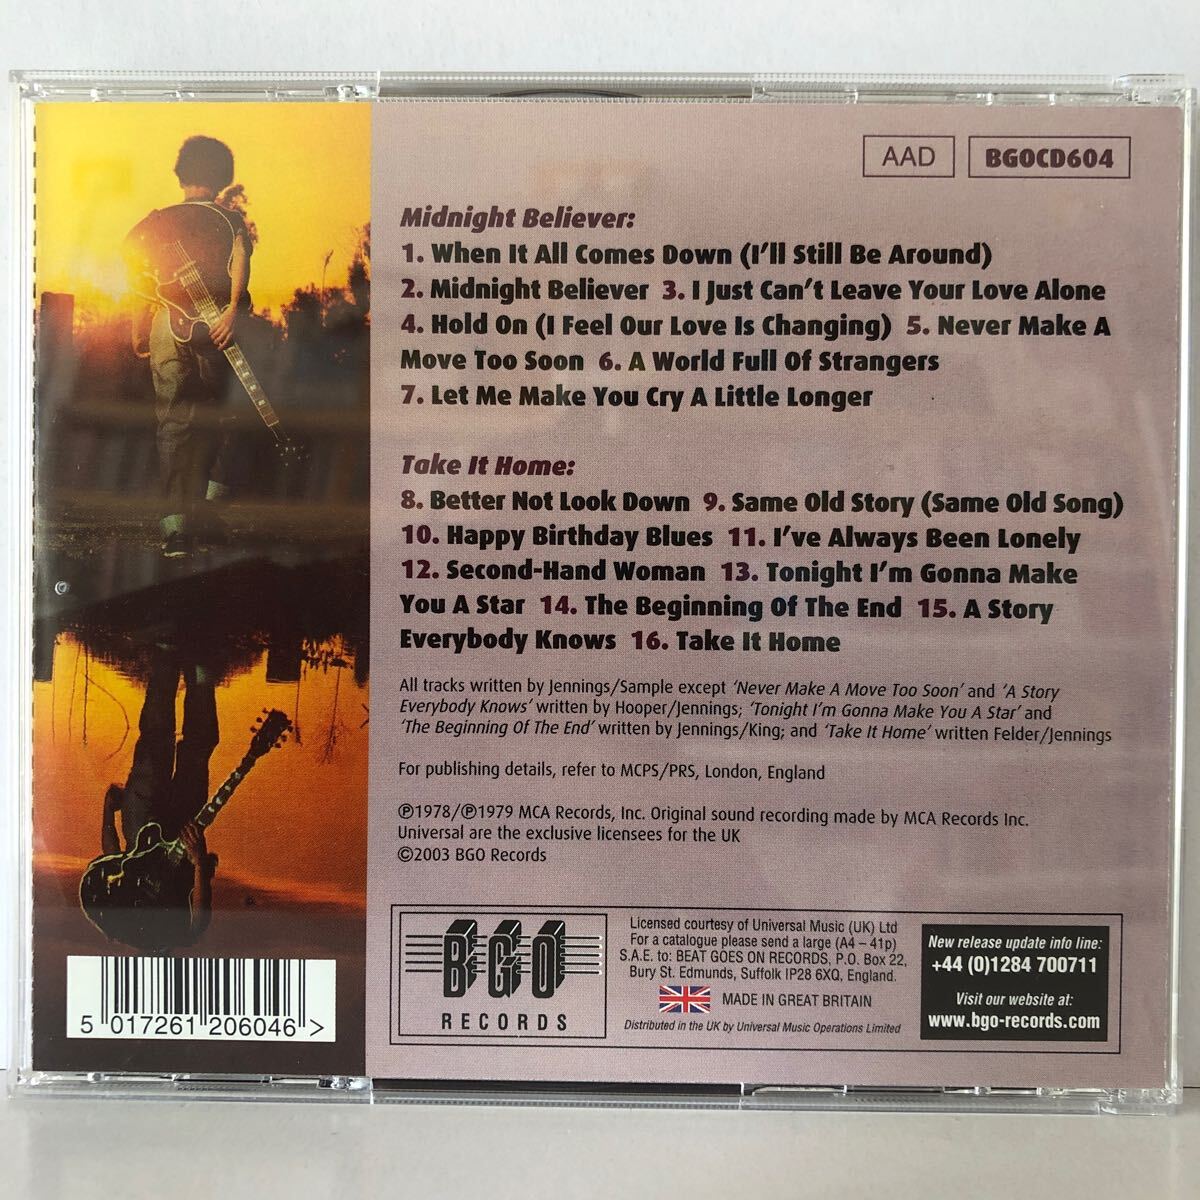 AAD
BGOCD604
Midnight Believer:
1. When It All Comes Down (I'll Still Be Around)
2. Midnight Believer 3. I Just Can't Leave Your Love Alone
4. Hold On (I Feel Our Love Is Changing) 5. Never Make A
Move Too Soon 6. A World Full Of Strangers
7. Let Me Make You Cry A Little Longer
Take It Home:
8. Better Not Look Down 9. Same Old Story (Same Old Song)
10. Happy Birthday Blues 11. I've Always Been Lonely
12. Second-Hand Woman 13. Tonight I'm Gonna Make
You A Star 14. The Beginning Of The End 15. A Story
Everybody Knows 16. Take It Home
All tracks written by Jennings/Sample except 'Never Make A Move Too Soon' and 'A Story
Everybody Knows' written by Hooper/Jennings; 'Tonight I'm Gonna Make You A Star' and
'The Beginning Of The End' written by Jennings/King; and 'Take It Home' written Felder/Jennings
For publishing details, refer to MCPS/PRS, London, England
℗1978/℗1979 MCA Records, Inc. Original sound recording made by MCA Records Inc.
Universal are the exclusive licensees for the UK
©2003 BGO Records
BGO
RECORDS
Licensed courtesy of Universal Music (UK) Ltd
For a catalogue please send a large (A4 – 41p)
S.A.E. to: BEAT GOES ON RECORDS, P.O. Box 22,
Bury St. Edmunds, Suffolk IP28 6XQ, England.
MADE IN GREAT BRITAIN
Distributed in the UK by Universal Music Operations Limited
New release update info line:
+44 (0)1284 700711
Visit our website at:
www.bgo-records.com
5 017261 206046 >